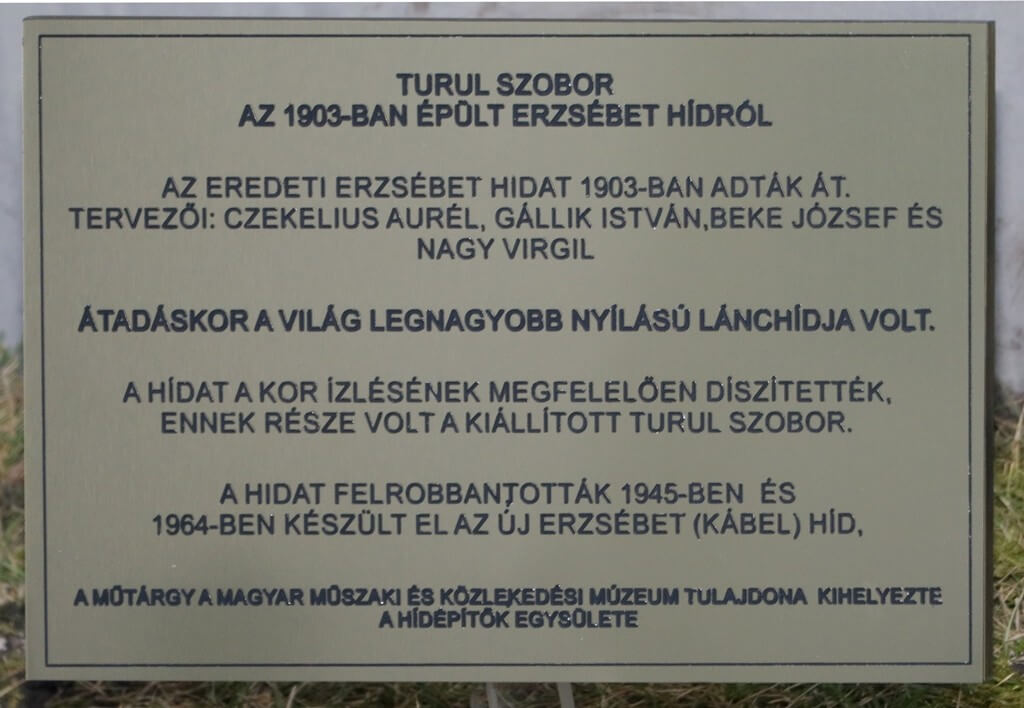 TURUL SZOBOR
AZ 1903-BAN ÉPÜLT ERZSÉBET HÍDRÓL
AZ EREDETI ERZSÉBET HIDAT 1903-BAN ADTÁK ÁT.
TERVEZŐI: CZEKELIUS AURÉL, GÁLLIK ISTVÁN,BEKE JÓZSEF ÉS
NAGY VIRGIL
ÁTADÁSKOR A VILÁG LEGNAGYOBB NYÍLÁSÚ LÁNCHÍDJA VOLT.
A HÍDAT A KOR ÍZLÉSÉNEK MEGFELELŐEN DÍSZÍTETTÉK,
ENNEK RÉSZE VOLT A KIÁLLÍTOTT TURUL SZOBOR.
A HIDAT FELROBBANTOTTÁK 1945-BEN ÉS
1964-BEN KÉSZÜLT EL AZ ÚJ ERZSÉBET (KÁBEL) HÍD,
A MŰTÁRGY A MAGYAR MŰSZAKI ÉS KÖZLEKEDÉSI MÚZEUM TULAJDONA KIHELYEZTE
A HÍDÉPÍTŐK EGYSÜLETE